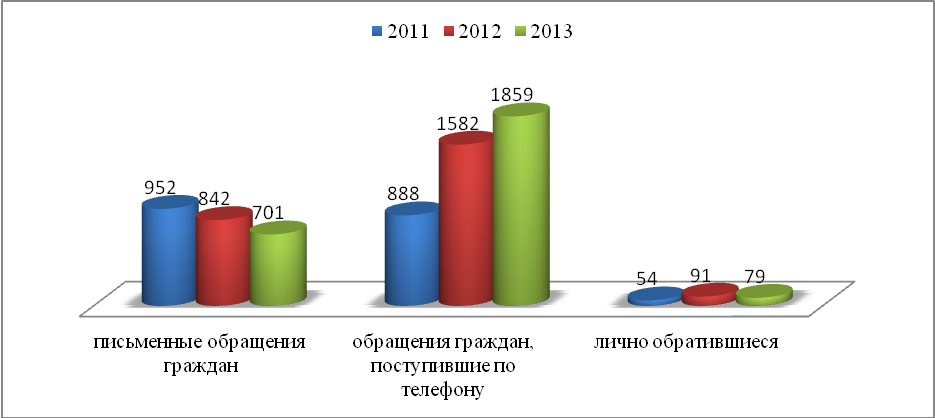 2011 2012 2013
952 842 701
888 1582 1859
54 91 79
письменные обращения
граждан
обращения граждан,
поступившие по
телефону
лично обратившиеся